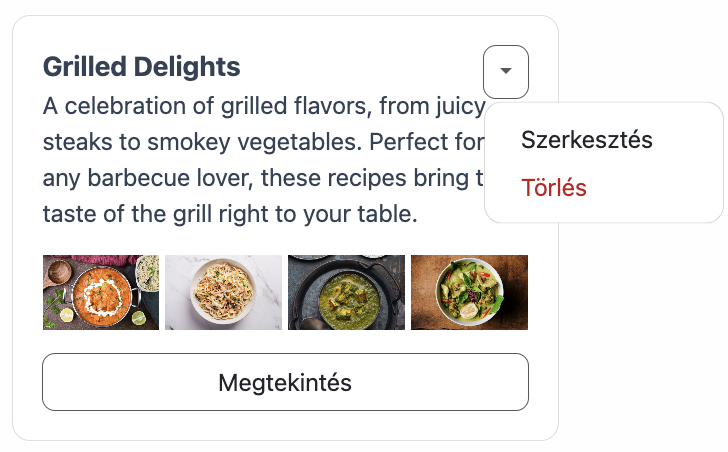 Grilled Delights
A celebration of grilled flavors, from juicy
steaks to smokey vegetables. Perfect for
any barbecue lover, these recipes bring
taste of the grill right to your table.
Szerkesztés
Törlés
Megtekintés